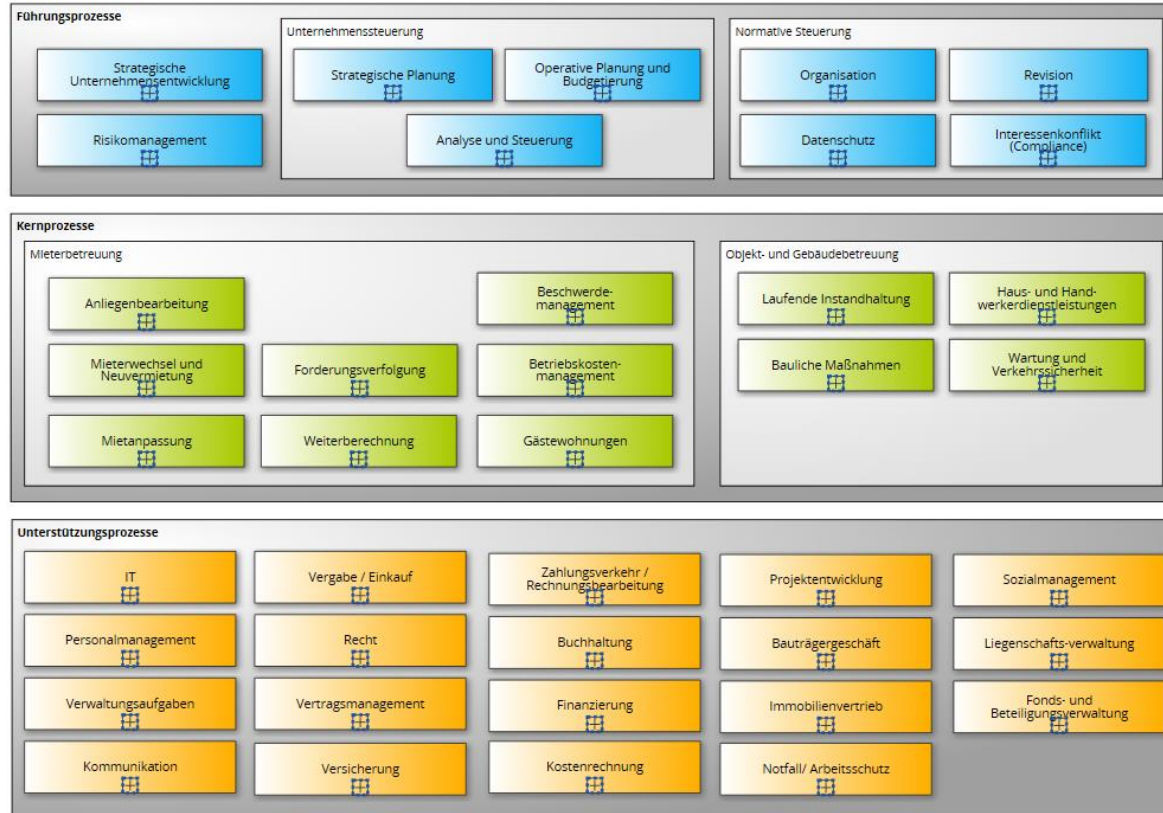 Führungsprozesse
Strategische
Unternehmensentwicklung
Risikomanagement
Unternehmenssteuerung
Strategische Planung
Operative Planung und
Budgetierung
Analyse und Steuerung
Normative Steuerung
Organisation
Revision
Datenschutz
Interessenkonflikt
(Compliance)
Kernprozesse
Mieterbetreuung
Anliegenbearbeitung
Beschwerde-
management
Mieterwechsel und
Neuvermietung
Forderungsverfolgung
Betriebskosten-
management
Mietanpassung
Weiterberechnung
Gästewohnungen
Objekt- und Gebäudebetreuung
Laufende Instandhaltung
Haus- und Hand-
werkerdienstleistungen
Bauliche Maßnahmen
Wartung und
Verkehrssicherheit
Unterstützungsprozesse
IT
Vergabe / Einkauf
Zahlungsverkehr /
Rechnungsbearbeitung
Projektentwicklung
Sozialmanagement
Personalmanagement
Recht
Buchhaltung
Bauträgergeschäft
Liegenschafts-verwaltung
Verwaltungsaufgaben
Vertragsmanagement
Finanzierung
Immobilienvertrieb
Fonds- und
Beteiligungsverwaltung
Kommunikation
Versicherung
Kostenrechnung
Notfall/ Arbeitsschutz